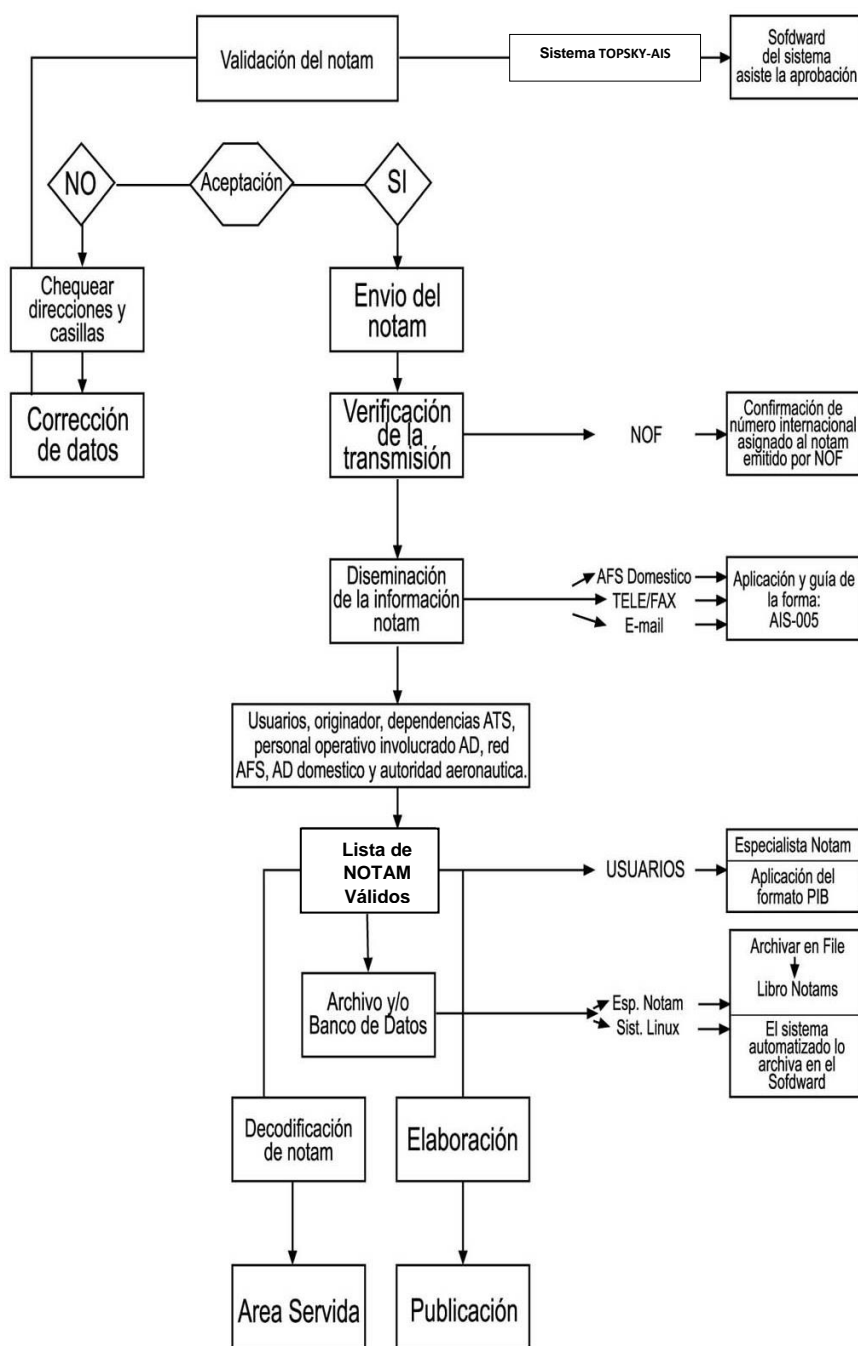 Validación del notam
Sistema TOPSKY-AIS
Sofdward
del sistema
asiste la aprobación
NO
Aceptación
SI
Chequear
direcciones y
casillas
Envio del
notam
Corrección
de datos
Verificación
de la
transmisión
NOF
Confirmación de
número internacional
asignado al notam
emitido por NOF
Diseminación
de la información
notam
AFS Domestico
TELE/FAX
E-mail
Aplicación y guía de
la forma:
AIS-005
Usuarios, originador, dependencias ATS,
personal operativo involucrado AD, red
AFS, AD domestico y autoridad aeronautica.
Lista de
NOTAM
Válidos
USUARIOS
Especialista Notam
Aplicación del
formato PIB
Archivo y/o
Banco de Datos
Esp. Notam
Sist. Linux
Archivar en File
Libro Notams
El sistema
automatizado lo
archiva en el
Sofdward
Decodificación
de notam
Elaboración
Area Servida
Publicación